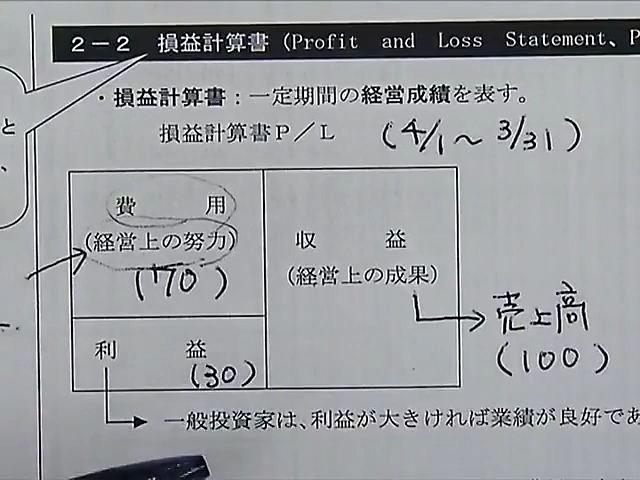 2－2 損益計算書 (Profit and Loss Statement、P
・損益計算書：一定期間の経営成績を表す。
損益計算書P／L (4/1～3/31)
と
、
費 用
(経営上の努力)
(70)
収 益
(経営上の成果)
売上高
(100)
利 益
(30)
一般投資家は、利益が大きければ業績が良好であ